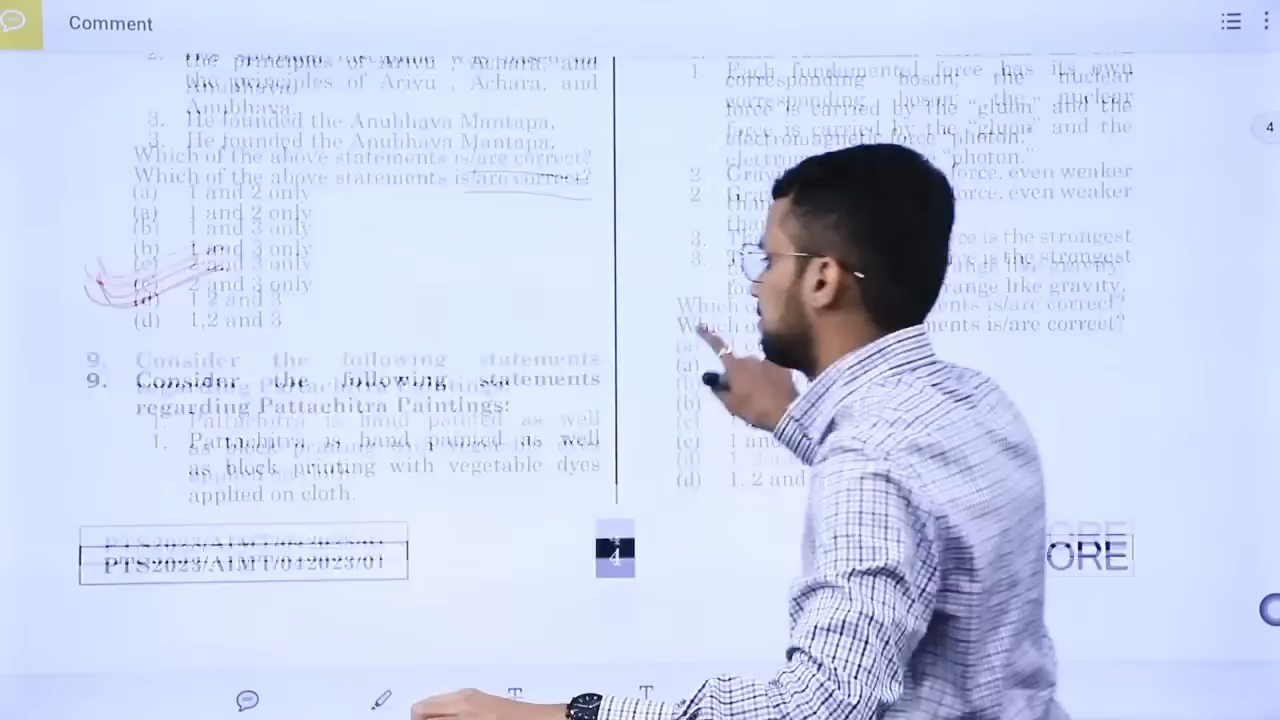 Comment
the principles of Arivu , Achara, and
Anubhava.
3. He founded the Anubhava Mantapa.
Which of the above statements is/are correct?
(a) 1 and 2 only
(b) 1 and 3 only
(c) 2 and 3 only
(d) 1,2 and 3
9. Consider the following statements
regarding Pattachitra Paintings:
1. Pattachitra is hand painted as well
as block printing with vegetable dyes
applied on cloth.
PTS2023/AIMT/042023/01
4
1. Each fundamental force has its own
corresponding boson; the nuclear
force is carried by the "gluon" and the
electromagnetic force "photon."
2 force, even weaker
3. is the strongest
range like gravity.
Which is/are correct?
(a)
(b)
(c) 1 and
(d) 1, 2 and
ORE
4